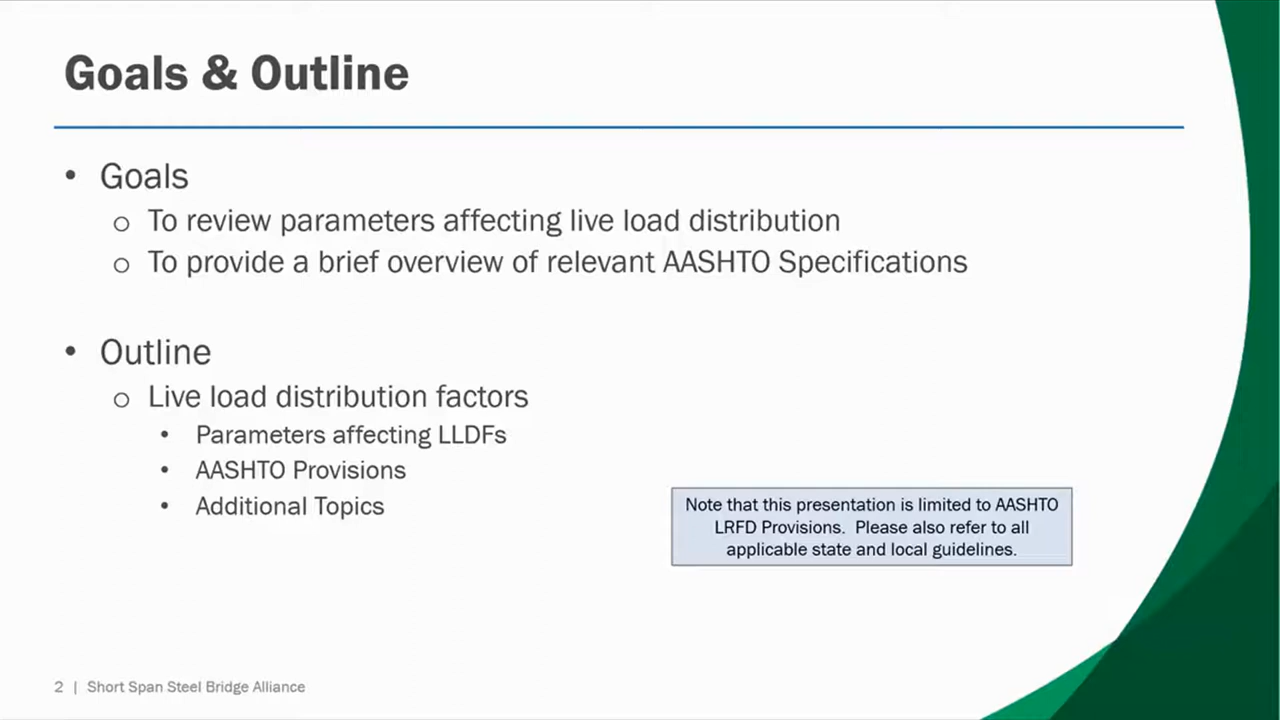 Goals & Outline
• Goals
o To review parameters affecting live load distribution
o To provide a brief overview of relevant AASHTO Specifications
• Outline
o Live load distribution factors
• Parameters affecting LLDFs
• AASHTO Provisions
• Additional Topics
Note that this presentation is limited to AASHTO
LRFD Provisions. Please also refer to all
applicable state and local guidelines.
2 | Short Span Steel Bridge Alliance